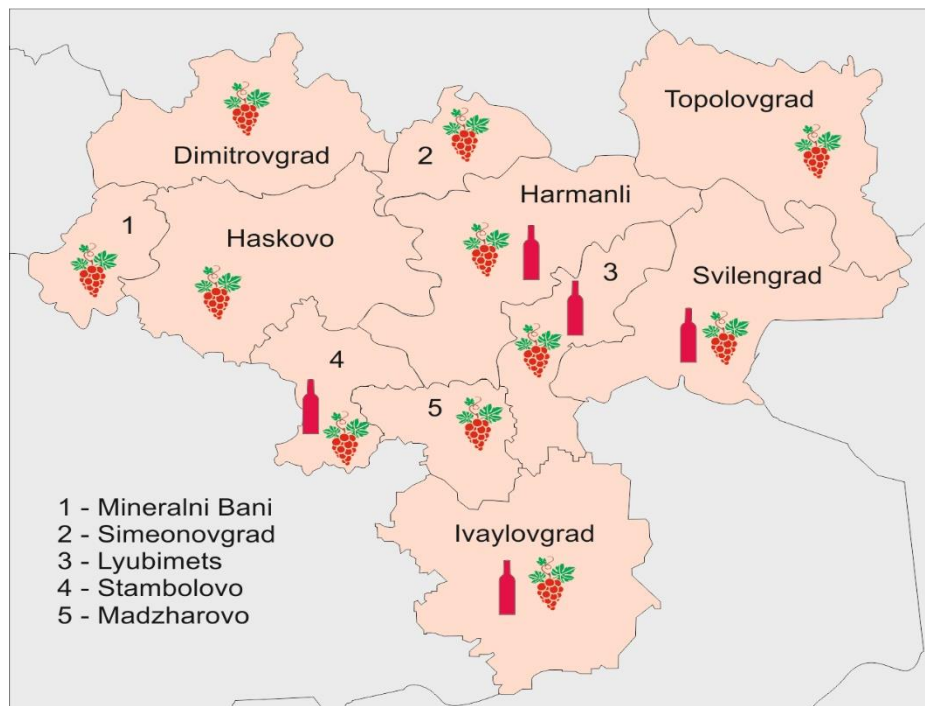 Topolovgrad
Dimitrovgrad
2
Harmanli
1
Haskovo
3
Svilengrad
4
5
1 - Mineralni Bani
2 - Simeonovgrad
3 - Lyubimets
4 - Stambolovo
5 - Madzharovo
Ivaylovgrad